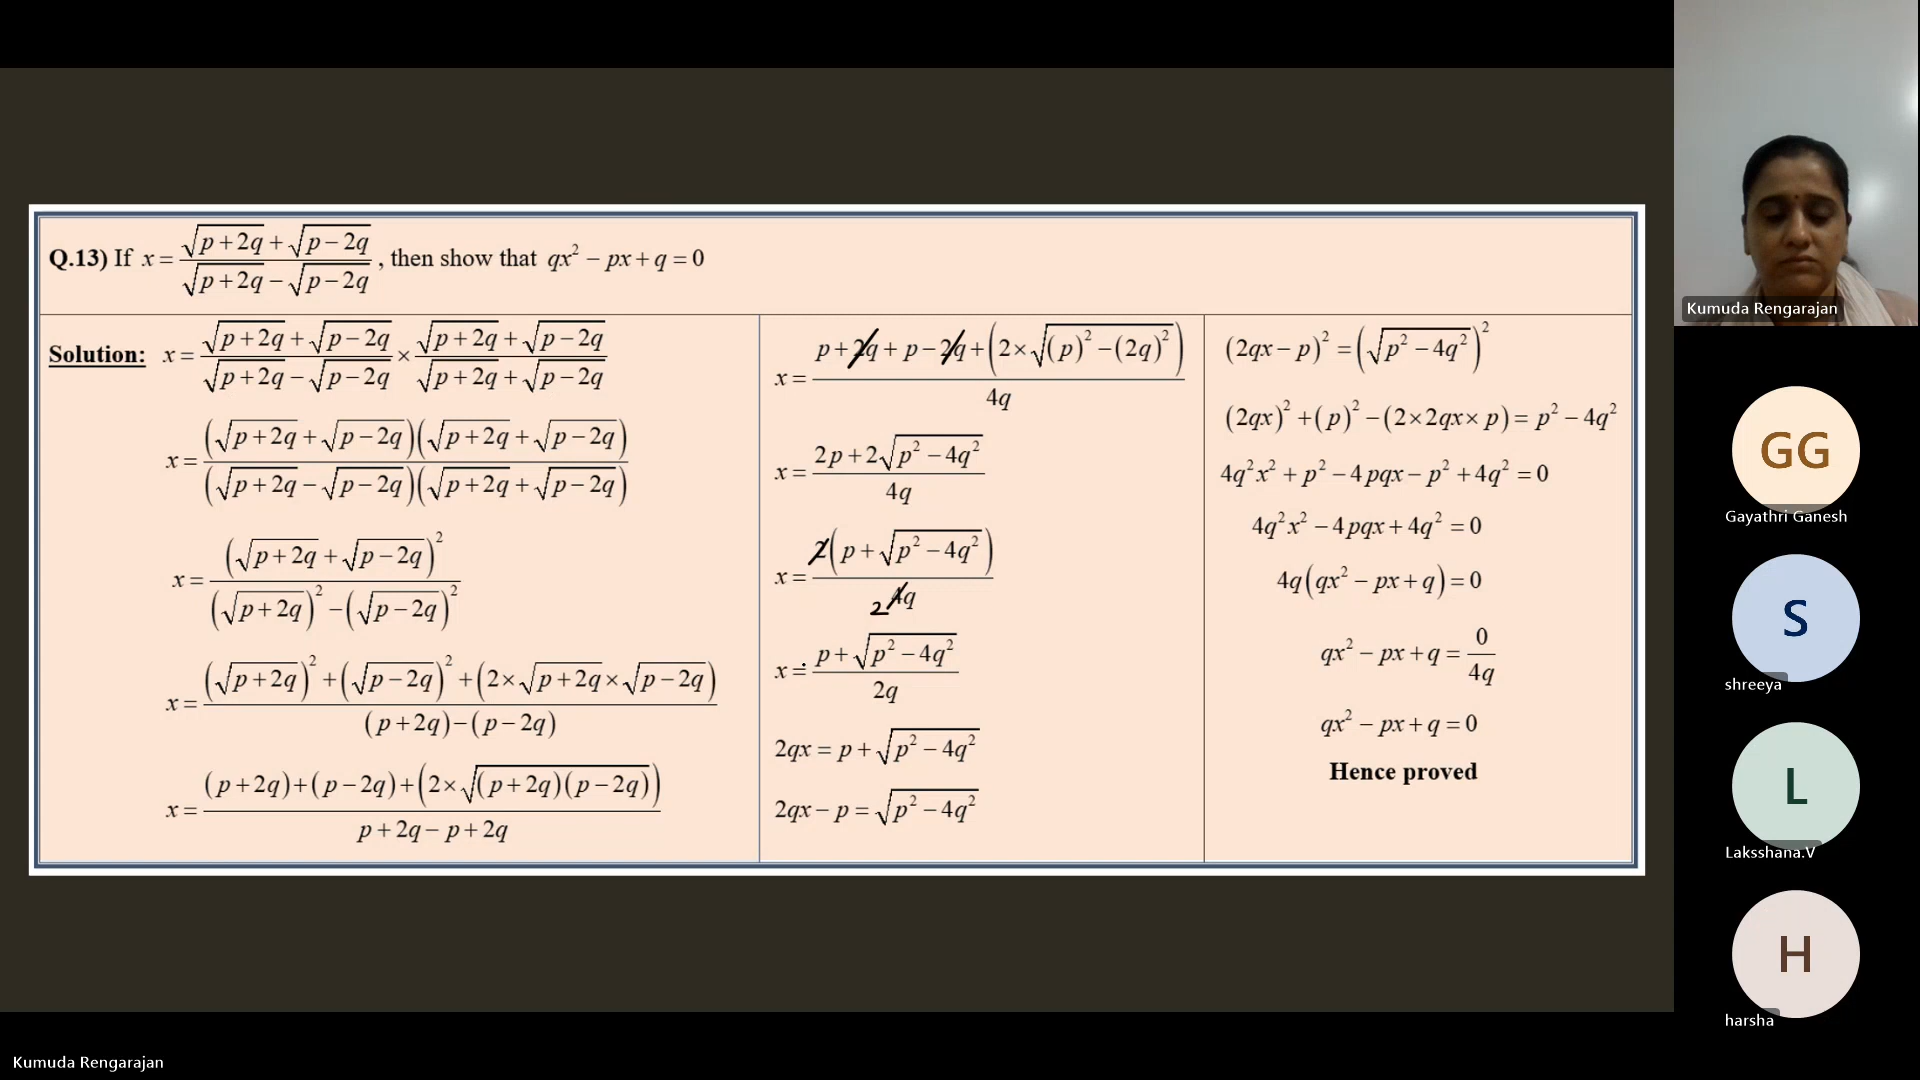 Q.13) If x = (√(p+2q) + √(p−2q)) / (√(p+2q) − √(p−2q)) , then show that qx² − px + q = 0
Solution: x = (√(p+2q) + √(p−2q)) / (√(p+2q) − √(p−2q)) × (√(p+2q) + √(p−2q)) / (√(p+2q) + √(p−2q))
x = ((√(p+2q) + √(p−2q))(√(p+2q) + √(p−2q))) / ((√(p+2q) − √(p−2q))(√(p+2q) + √(p−2q)))
x = (√(p+2q) + √(p−2q))² / ((√(p+2q))² − (√(p−2q))²)
x = ((√(p+2q))² + (√(p−2q))² + (2×√(p+2q)×√(p−2q))) / ((p+2q)−(p−2q))
x = ((p+2q)+(p−2q)+(2×√((p+2q)(p−2q)))) / (p+2q−p+2q)
x = (p+2q+p−2q+(2×√((p)²−(2q)²))) / 4q
x = (2p+2√(p²−4q²)) / 4q
x = 2(p+√(p²−4q²)) / 4q
2
x = (p+√(p²−4q²)) / 2q
2qx = p+√(p²−4q²)
2qx − p = √(p²−4q²)
(2qx−p)² = (√(p²−4q²))²
(2qx)²+(p)²−(2×2qx×p) = p²−4q²
4q²x²+p²−4pqx−p²+4q² = 0
4q²x²−4pqx+4q² = 0
4q(qx²−px+q) = 0
qx²−px+q = 0/4q
qx²−px+q = 0
Hence proved
Kumuda Rengarajan
GG
Gayathri Ganesh
S
shreeya
L
Laksshana.V
H
harsha
Kumuda Rengarajan